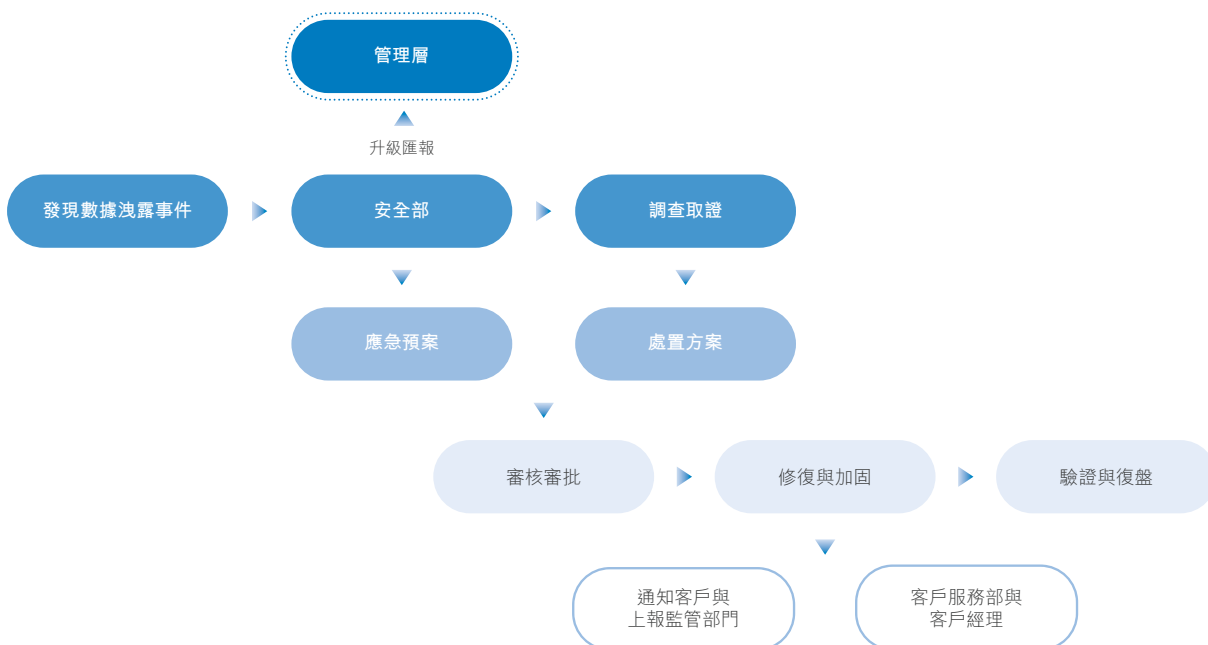 管理層
升級匯報
發現數據洩露事件
安全部
調查取證
應急預案
處置方案
審核審批
修復與加固
驗證與復盤
通知客戶與
上報監管部門
客戶服務部與
客戶經理